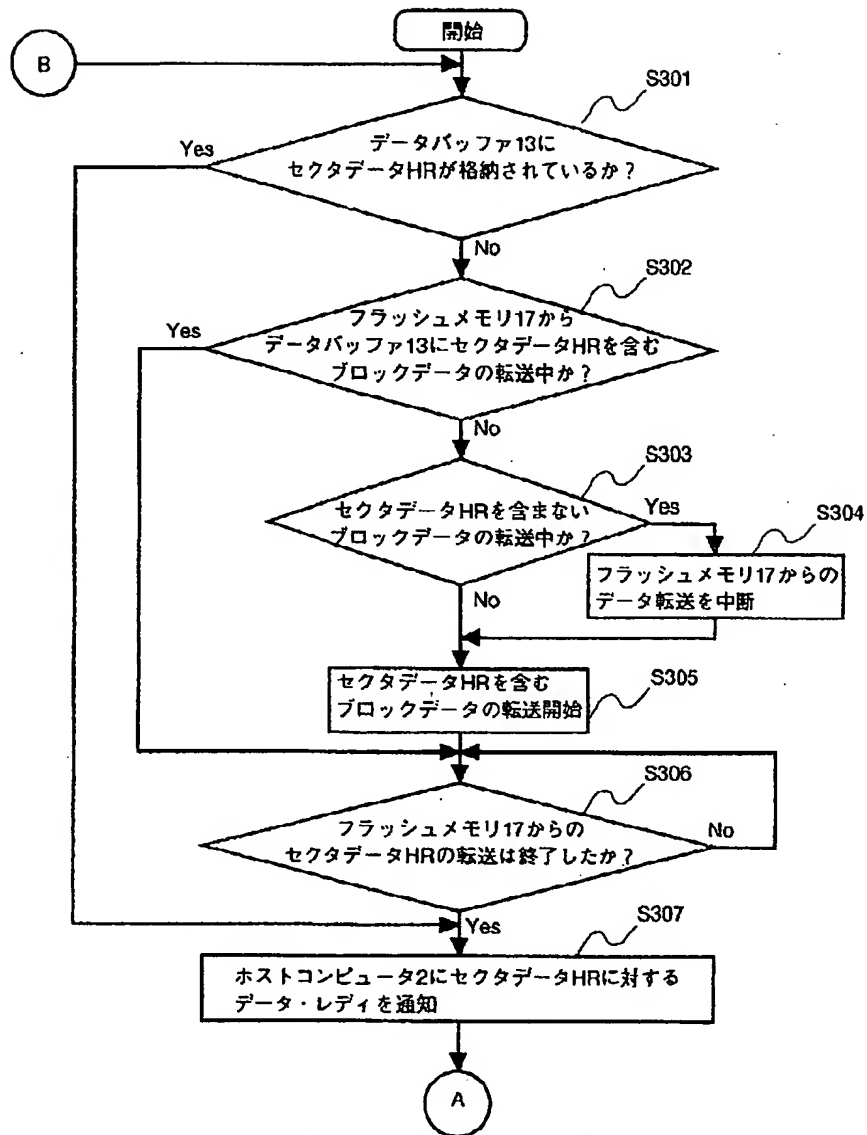 開始
B
S301
データバッファ13に
セクタデータHRが格納されているか？
Yes
No
S302
フラッシュメモリ17から
データバッファ13にセクタデータHRを含む
ブロックデータの転送中か？
Yes
No
S303
セクタデータHRを含まない
ブロックデータの転送中か？
Yes
S304
フラッシュメモリ17からの
データ転送を中断
No
S305
セクタデータHRを含む
ブロックデータの転送開始
S306
フラッシュメモリ17からの
セクタデータHRの転送は終了したか？
No
Yes
S307
ホストコンピュータ2にセクタデータHRに対する
データ・レディを通知
A